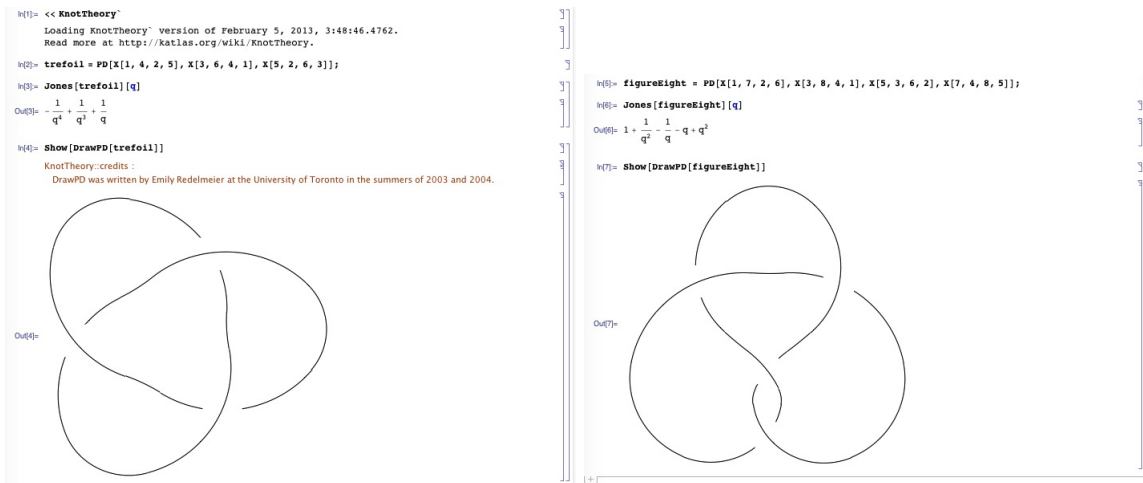 In[1]:= << KnotTheory`
Loading KnotTheory` version of February 5, 2013, 3:48:46.4762.
Read more at http://katlas.org/wiki/KnotTheory.
In[2]:= trefoil = PD[X[1, 4, 2, 5], X[3, 6, 4, 1], X[5, 2, 6, 3]];
In[3]:= Jones[trefoil][q]
Out[3]= - 1/q^4 + 1/q^3 + 1/q
In[4]:= Show[DrawPD[trefoil]]
KnotTheory::credits :
DrawPD was written by Emily Redelmeier at the University of Toronto in the summers of 2003 and 2004.
Out[4]=
In[5]:= figureEight = PD[X[1, 7, 2, 6], X[3, 8, 4, 1], X[5, 3, 6, 2], X[7, 4, 8, 5]];
In[6]:= Jones[figureEight][q]
Out[6]= 1 + 1/q^2 - 1/q - q + q^2
In[7]:= Show[DrawPD[figureEight]]
Out[7]=